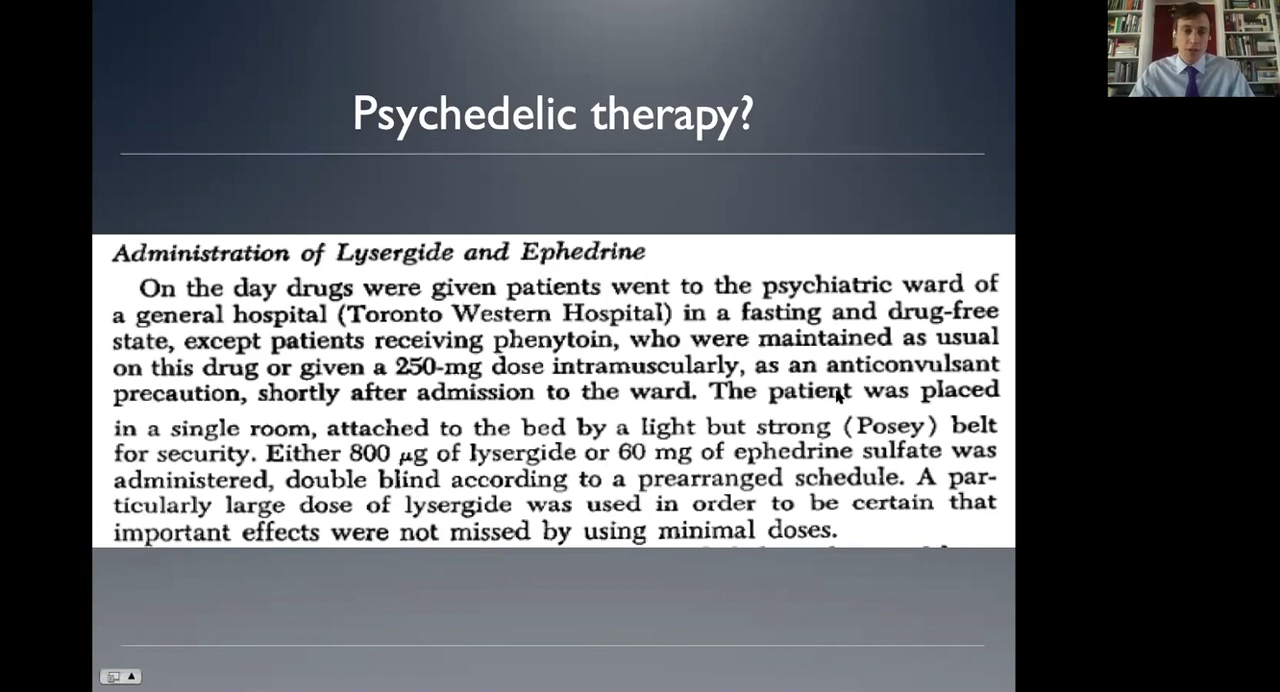 Psychedelic therapy?
Administration of Lysergide and Ephedrine
On the day drugs were given patients went to the psychiatric ward of
a general hospital (Toronto Western Hospital) in a fasting and drug-free
state, except patients receiving phenytoin, who were maintained as usual
on this drug or given a 250-mg dose intramuscularly, as an anticonvulsant
precaution, shortly after admission to the ward. The patient was placed
in a single room, attached to the bed by a light but strong (Posey) belt
for security. Either 800 µg of lysergide or 60 mg of ephedrine sulfate was
administered, double blind according to a prearranged schedule. A par-
ticularly large dose of lysergide was used in order to be certain that
important effects were not missed by using minimal doses.